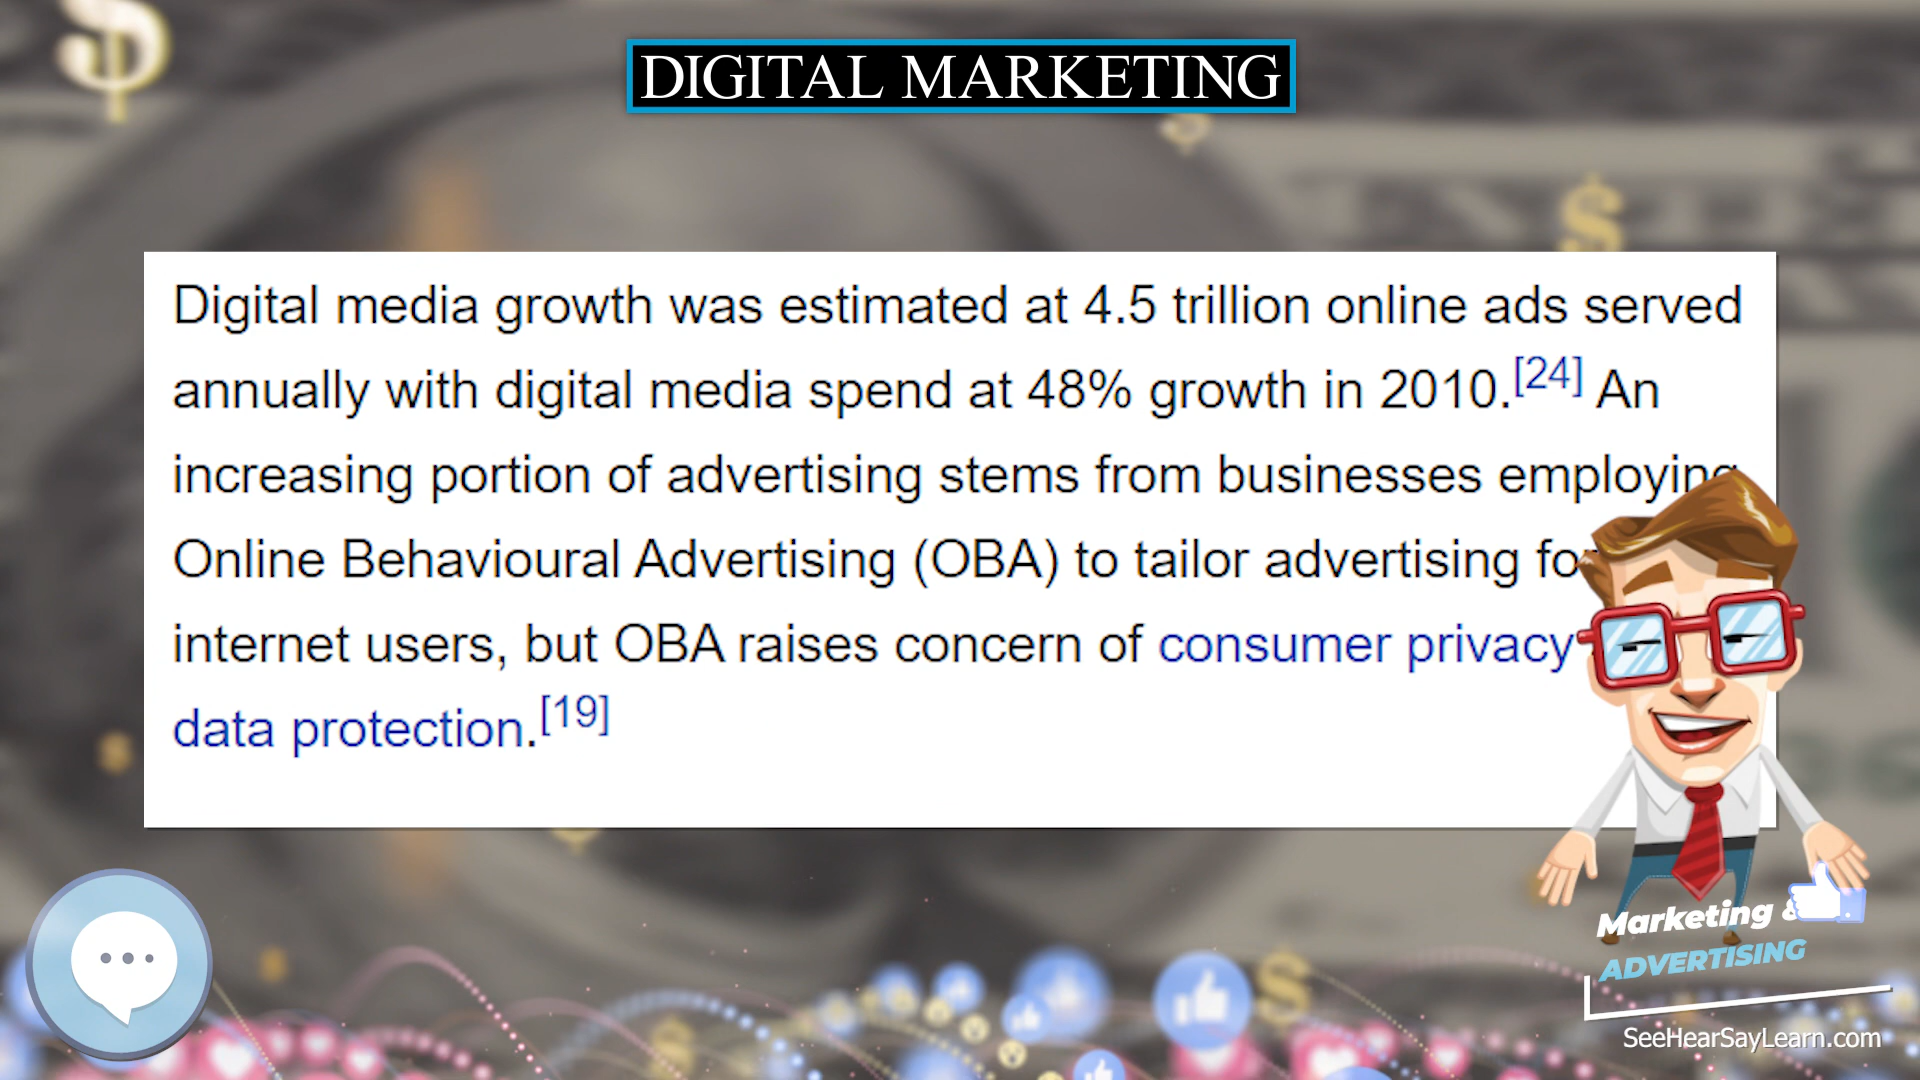 DIGITAL MARKETING
Digital media growth was estimated at 4.5 trillion online ads served
annually with digital media spend at 48% growth in 2010.[24] An
increasing portion of advertising stems from businesses employing
Online Behavioural Advertising (OBA) to tailor advertising for
internet users, but OBA raises concern of consumer privacy
data protection.[19]
Marketing &
ADVERTISING
SeeHearSayLearn.com